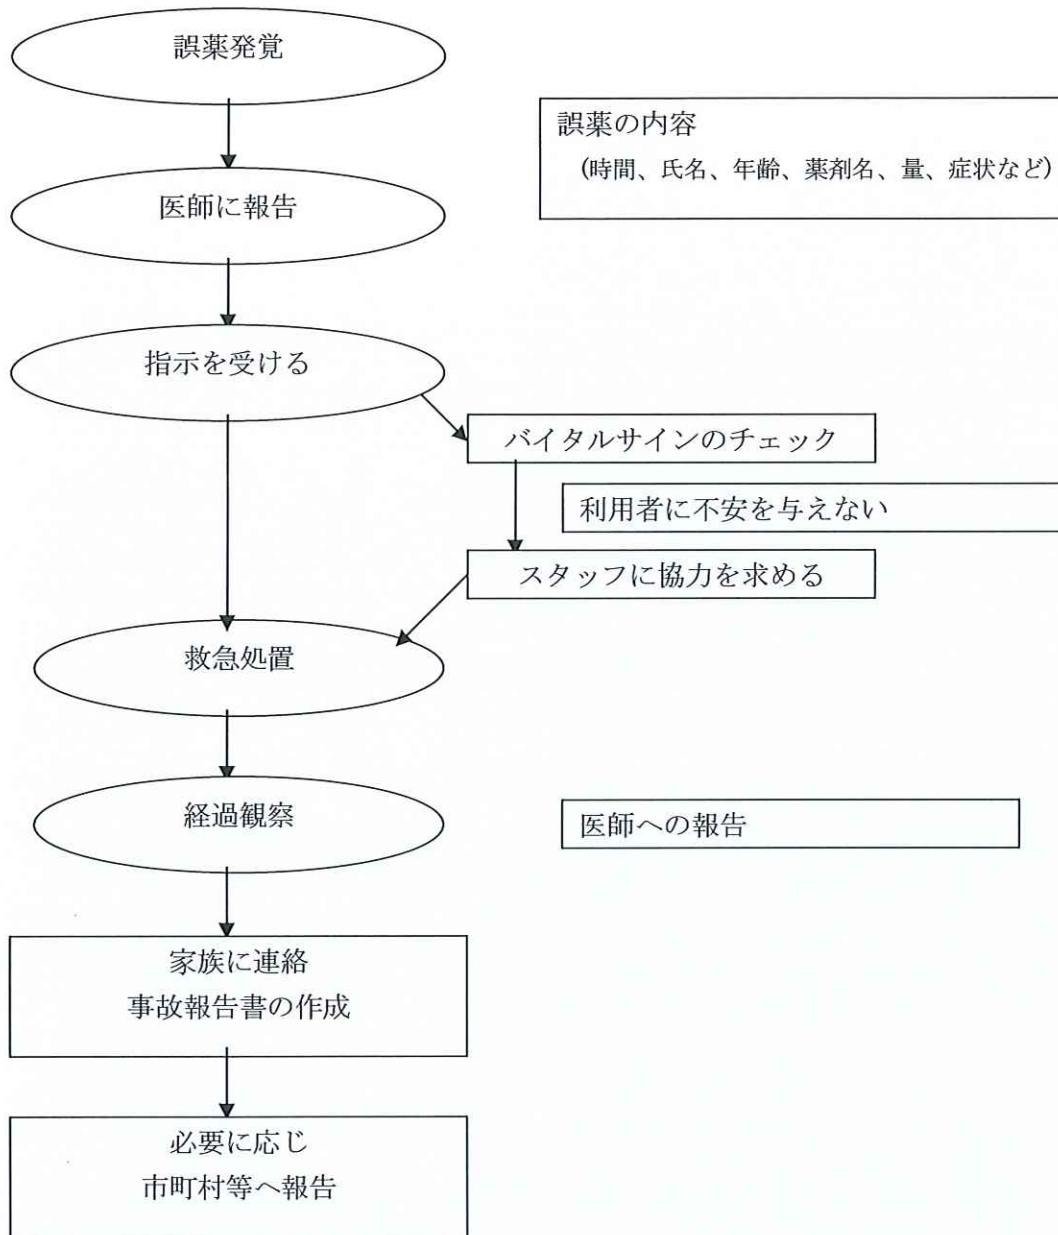 誤薬発覚
誤薬の内容
(時間、氏名、年齢、薬剤名、量、症状など)
医師に報告
指示を受ける
バイタルサインのチェック
利用者に不安を与えない
スタッフに協力を求める
救急処置
経過観察
医師への報告
家族に連絡
事故報告書の作成
必要に応じ
市町村等へ報告